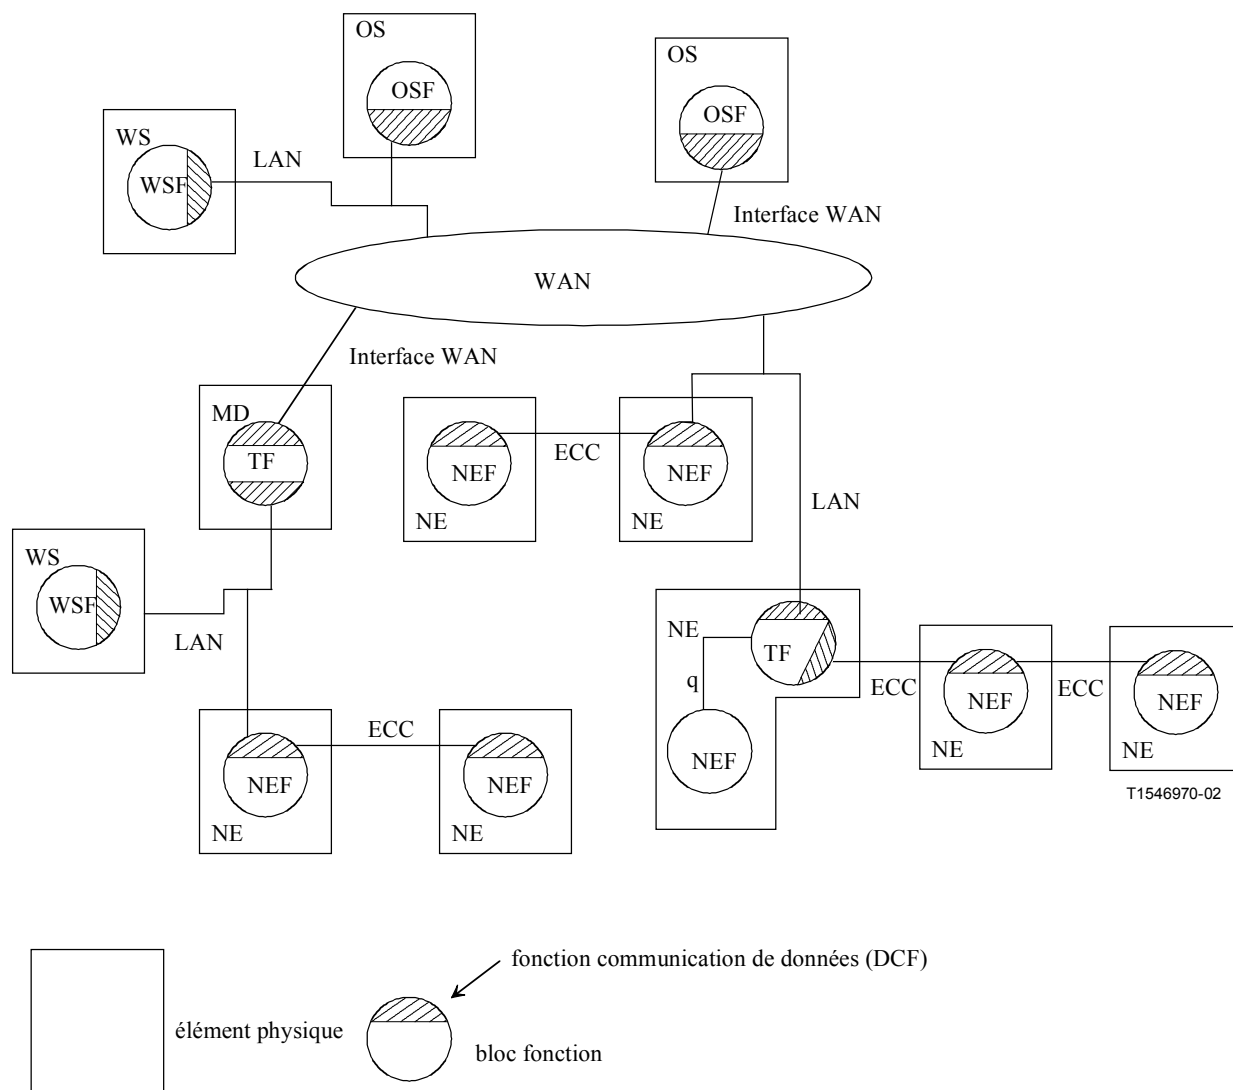 OS
OSF
OS
OSF
WS
WSF
LAN
Interface WAN
WAN
Interface WAN
MD
TF
NEF
NE
ECC
NEF
NE
LAN
WS
WSF
LAN
NE
TF
q
NEF
ECC
NEF
NE
ECC
NEF
NE
T1546970-02
NEF
NE
ECC
NEF
NE
fonction communication de données (DCF)
élément physique
bloc fonction